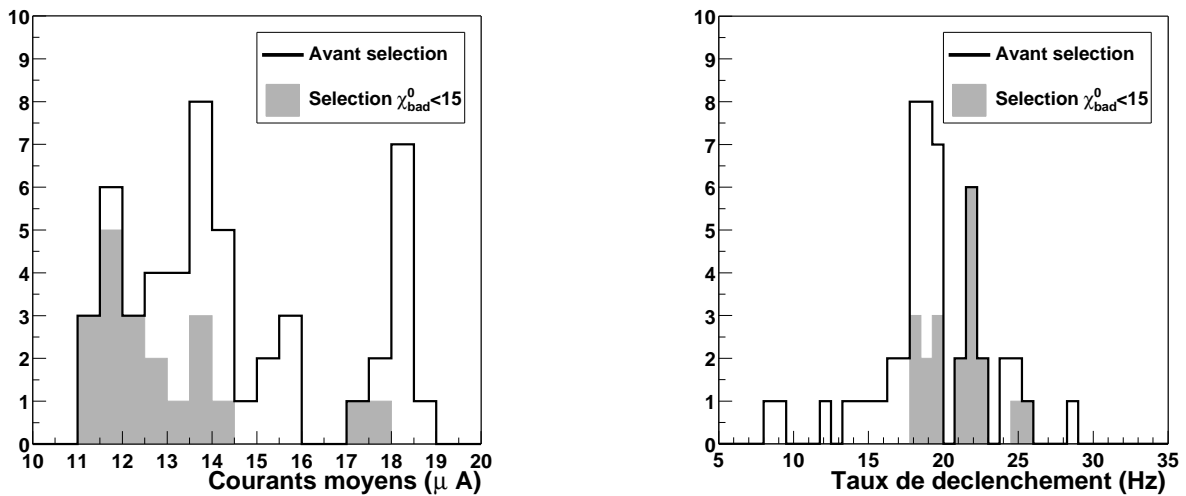 10
9
8
7
6
5
4
3
2
1
0
Avant selection
Selection χ⁰bad<15
10 11 12 13 14 15 16 17 18 19 20
Courants moyens (μ A)
10
9
8
7
6
5
4
3
2
1
0
Avant selection
Selection χ⁰bad<15
5 10 15 20 25 30 35
Taux de declenchement (Hz)